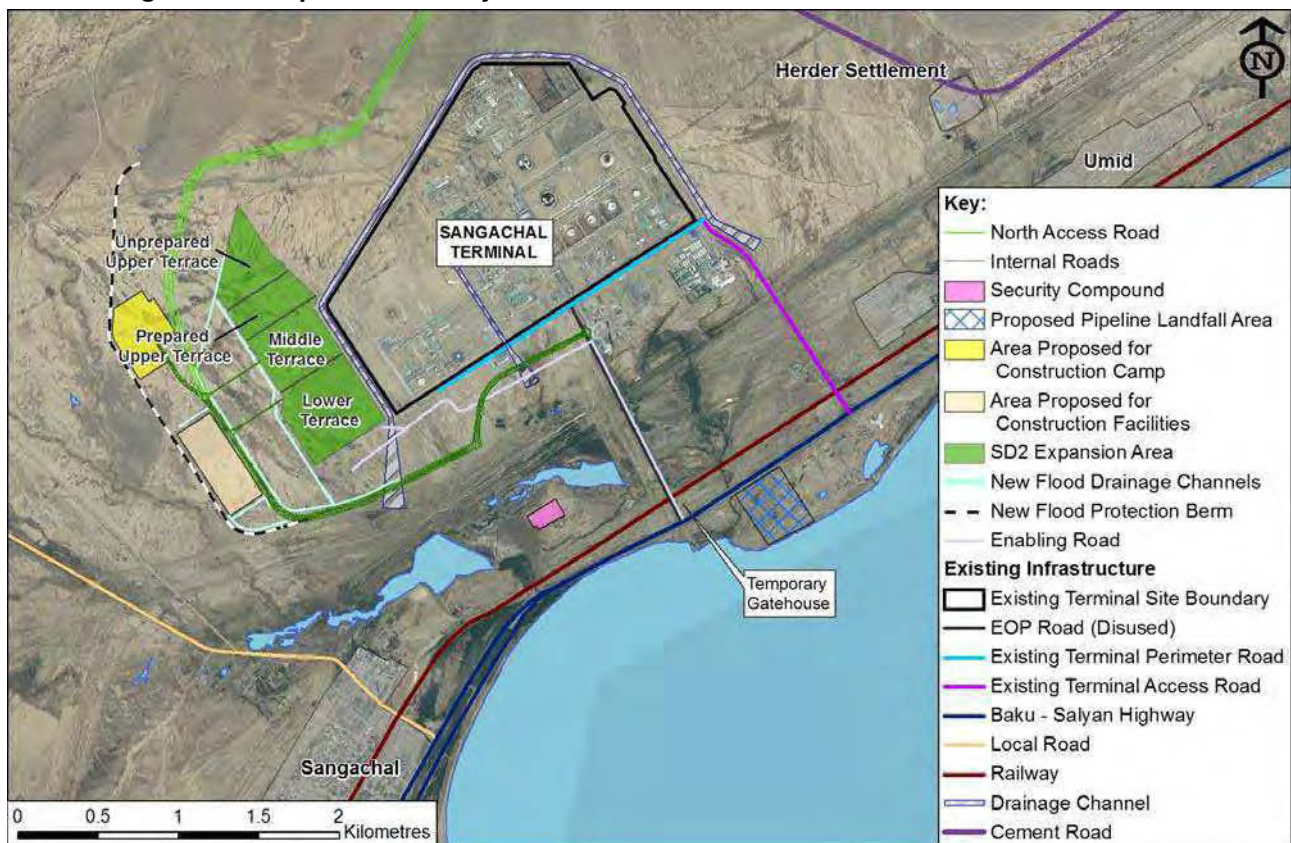 Herder Settlement
N
Umid
Unprepared
Upper Terrace
SANGACHAL
TERMINAL
Prepared
Upper Terrace
Middle
Terrace
Lower
Terrace
Temporary
Gatehouse
Sangachal
0 0.5 1 1.5 2
Kilometres
Key:
North Access Road
Internal Roads
Security Compound
Proposed Pipeline Landfall Area
Area Proposed for
Construction Camp
Area Proposed for
Construction Facilities
SD2 Expansion Area
New Flood Drainage Channels
New Flood Protection Berm
Enabling Road
Existing Infrastructure
Existing Terminal Site Boundary
EOP Road (Disused)
Existing Terminal Perimeter Road
Existing Terminal Access Road
Baku - Salyan Highway
Local Road
Railway
Drainage Channel
Cement Road